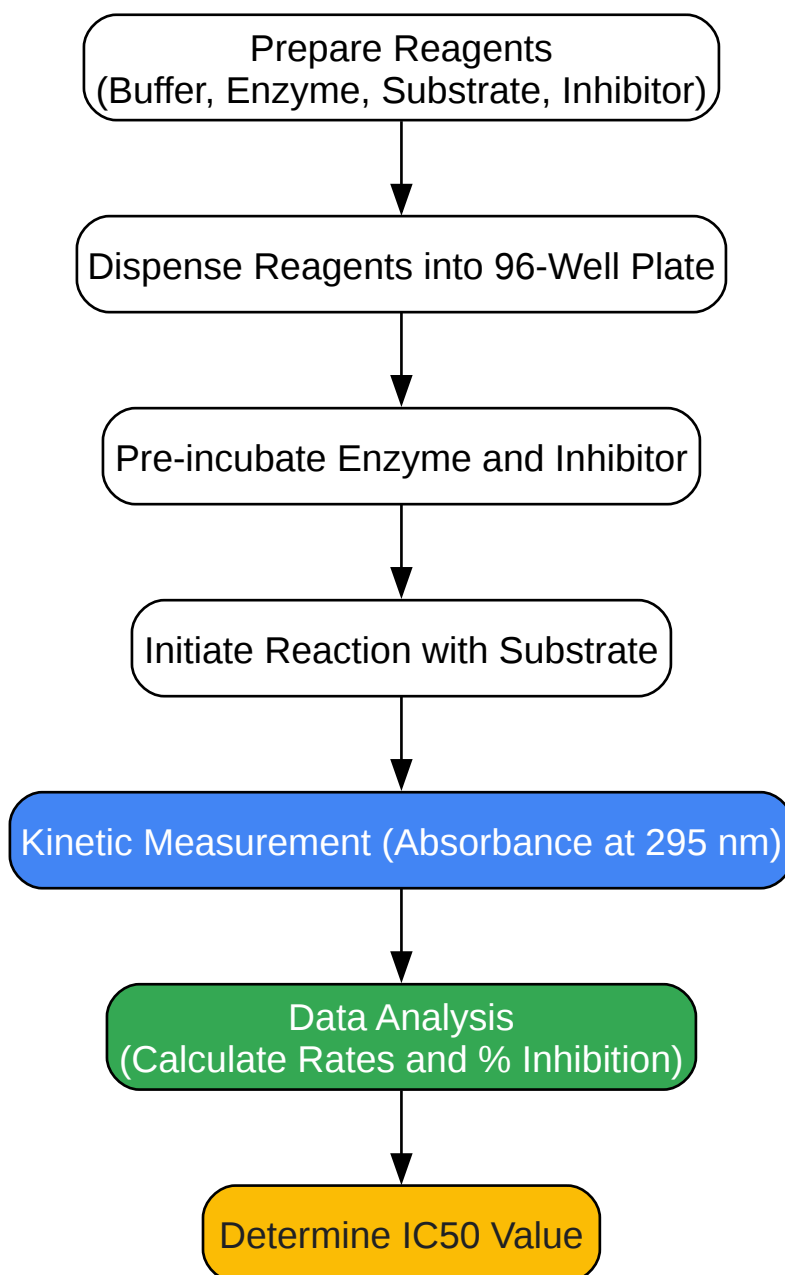 Prepare Reagents
(Buffer, Enzyme, Substrate, Inhibitor)
Dispense Reagents into 96-Well Plate
Pre-incubate Enzyme and Inhibitor
Initiate Reaction with Substrate
Kinetic Measurement (Absorbance at 295 nm)
Data Analysis
(Calculate Rates and % Inhibition)
Determine IC50 Value